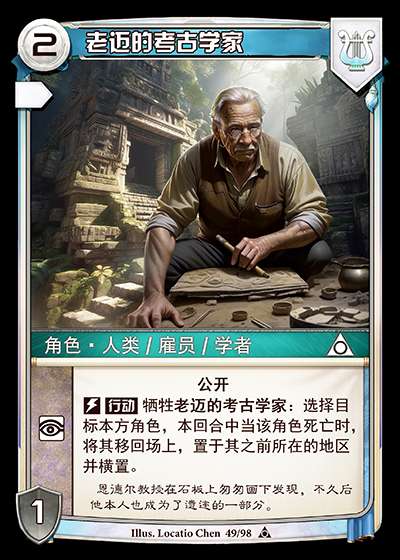 2
老迈的考古学家
角色·人类/雇员/学者
公开
行动 牺牲老迈的考古学家：选择目
标本方角色，本回合中当该角色死亡时，
将其移回场上，置于其之前所在的地区
并横置。
恩德尔教授在石板上匆匆画下发现，不久后
他本人也成为了遗迹的一部分。
1
Illus. Locatio Chen 49/98